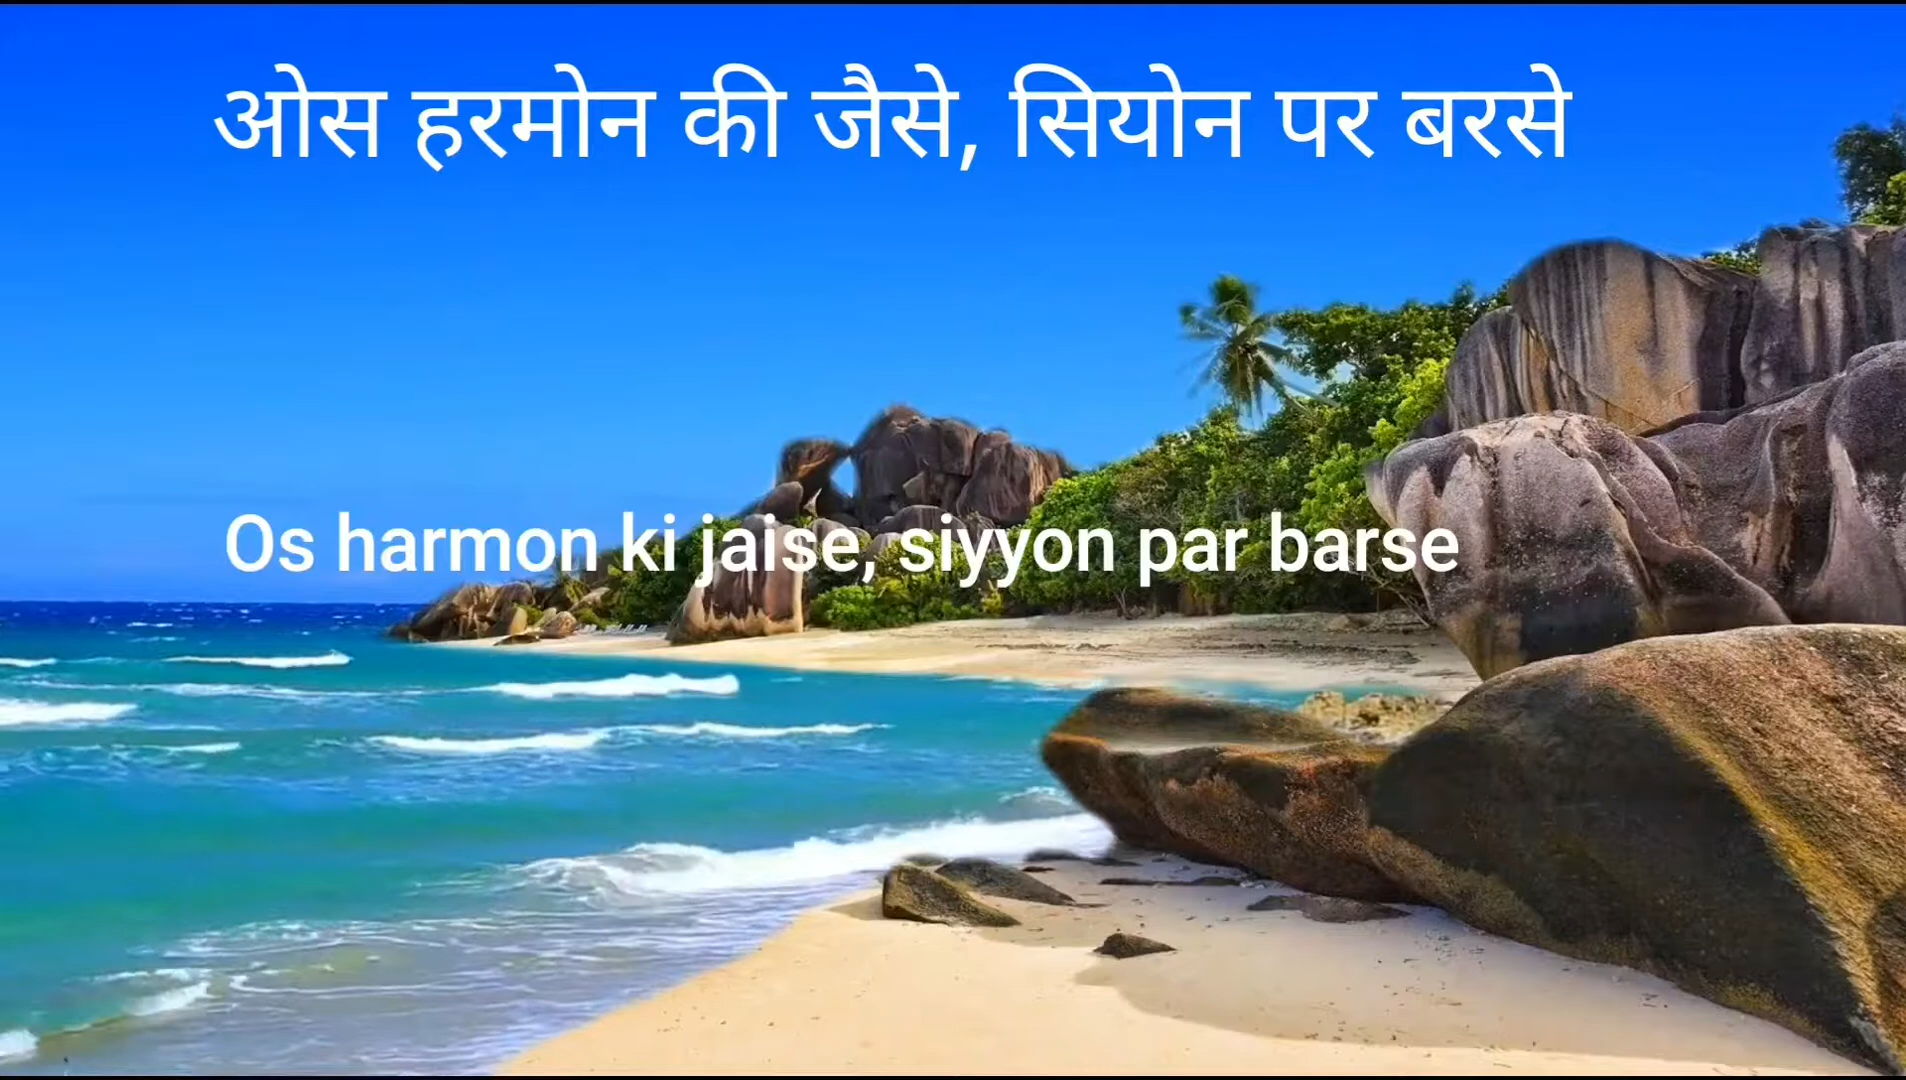 ओस हरमोन की जैसे, सियोन पर बरसे
Os harmon ki jaise, siyyon par barse